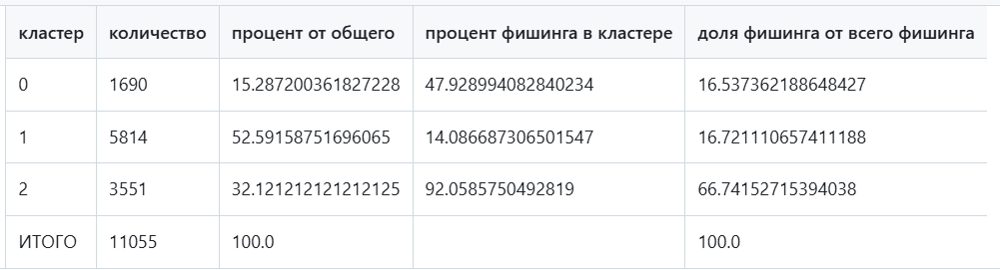 кластер количество процент от общего процент фишинга в кластере доля фишинга от всего фишинга
0 1690 15.287200361827228 47.928994082840234 16.537362188648427
1 5814 52.59158751696065 14.086687306501547 16.721110657411188
2 3551 32.121212121212125 92.0585750492819 66.74152715394038
ИТОГО 11055 100.0 100.0